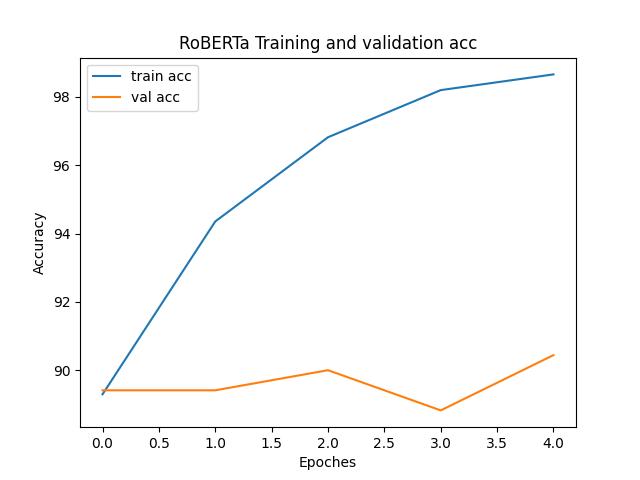 RoBERTa Training and validation acc
train acc
val acc
98
96
94
92
90
Accuracy
0.0 0.5 1.0 1.5 2.0 2.5 3.0 3.5 4.0
Epoches